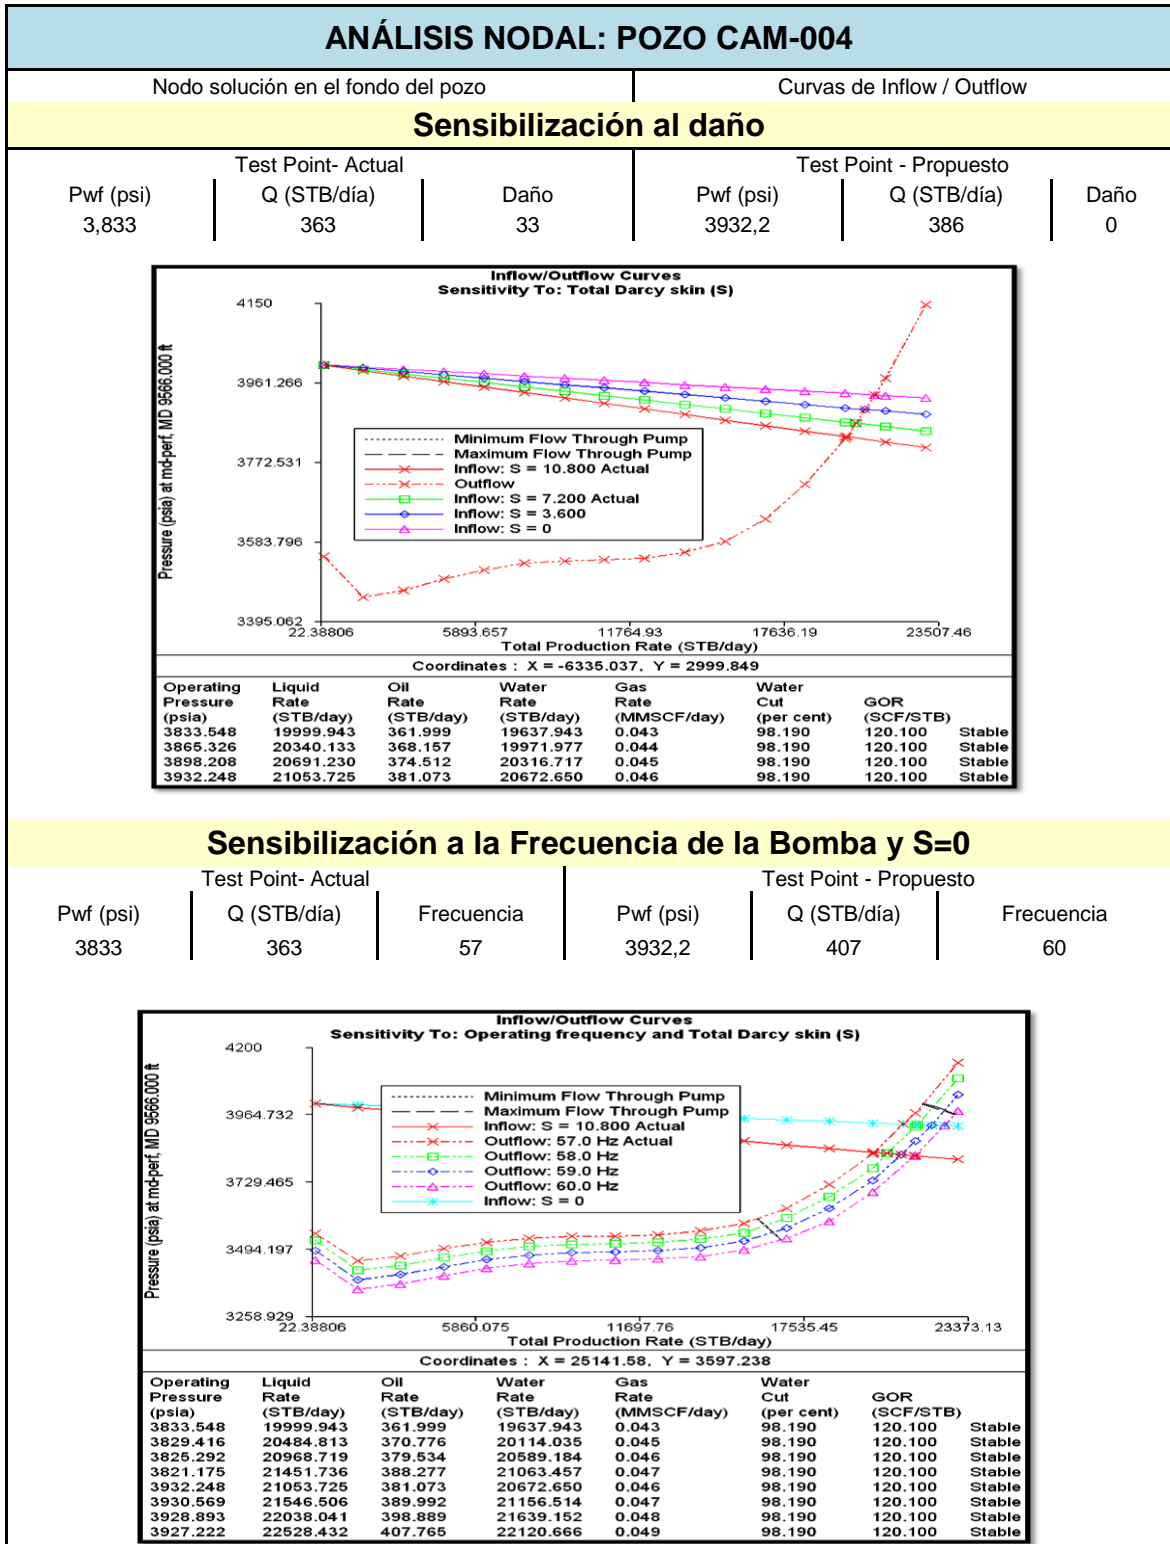 ANÁLISIS NODAL: POZO CAM-004
Nodo solución en el fondo del pozo Curvas de Inflow / Outflow
Sensibilización al daño
Test Point- Actual Test Point - Propuesto
Pwf (psi) Q (STB/día) Daño Pwf (psi) Q (STB/día) Daño
3,833 363 33 3932,2 386 0
Inflow/Outflow Curves
Sensitivity To: Total Darcy skin (S)
Pressure (psia) at md-perf, MD 9566.000 ft
4150
3961.266
3772.531
3583.796
3395.062
Minimum Flow Through Pump
Maximum Flow Through Pump
Inflow: S = 10.800 Actual
Outflow
Inflow: S = 7.200 Actual
Inflow: S = 3.600
Inflow: S = 0
22.38806 5893.657 11764.93 17636.19 23507.46
Total Production Rate (STB/day)
Coordinates : X = -6335.037, Y = 2999.849
Operating Liquid Oil Water Gas Water
Pressure Rate Rate Rate Rate Cut GOR
(psia) (STB/day) (STB/day) (STB/day) (MMSCF/day) (per cent) (SCF/STB)
3833.548 19999.943 361.999 19637.943 0.043 98.190 120.100 Stable
3865.326 20340.133 368.157 19971.977 0.044 98.190 120.100 Stable
3898.208 20691.230 374.512 20316.717 0.045 98.190 120.100 Stable
3932.248 21053.725 381.073 20672.650 0.046 98.190 120.100 Stable
Sensibilización a la Frecuencia de la Bomba y S=0
Test Point- Actual Test Point - Propuesto
Pwf (psi) Q (STB/día) Frecuencia Pwf (psi) Q (STB/día) Frecuencia
3833 363 57 3932,2 407 60
Inflow/Outflow Curves
Sensitivity To: Operating frequency and Total Darcy skin (S)
Pressure (psia) at md-perf, MD 9566.000 ft
4200
3964.732
3729.465
3494.197
3258.929
Minimum Flow Through Pump
Maximum Flow Through Pump
Inflow: S = 10.800 Actual
Outflow: 57.0 Hz Actual
Outflow: 58.0 Hz
Outflow: 59.0 Hz
Outflow: 60.0 Hz
Inflow: S = 0
22.38806 5860.075 11697.76 17535.45 23373.13
Total Production Rate (STB/day)
Coordinates : X = 25141.58, Y = 3597.238
Operating Liquid Oil Water Gas Water
Pressure Rate Rate Rate Rate Cut GOR
(psia) (STB/day) (STB/day) (STB/day) (MMSCF/day) (per cent) (SCF/STB)
3833.548 19999.943 361.999 19637.943 0.043 98.190 120.100 Stable
3829.416 20484.813 370.776 20114.035 0.045 98.190 120.100 Stable
3825.292 20968.719 379.534 20589.184 0.046 98.190 120.100 Stable
3821.175 21451.736 388.277 21063.457 0.047 98.190 120.100 Stable
3932.248 21053.725 381.073 20672.650 0.046 98.190 120.100 Stable
3930.569 21546.506 389.992 21156.514 0.047 98.190 120.100 Stable
3928.893 22038.041 398.889 21639.152 0.048 98.190 120.100 Stable
3927.222 22528.432 407.765 22120.666 0.049 98.190 120.100 Stable